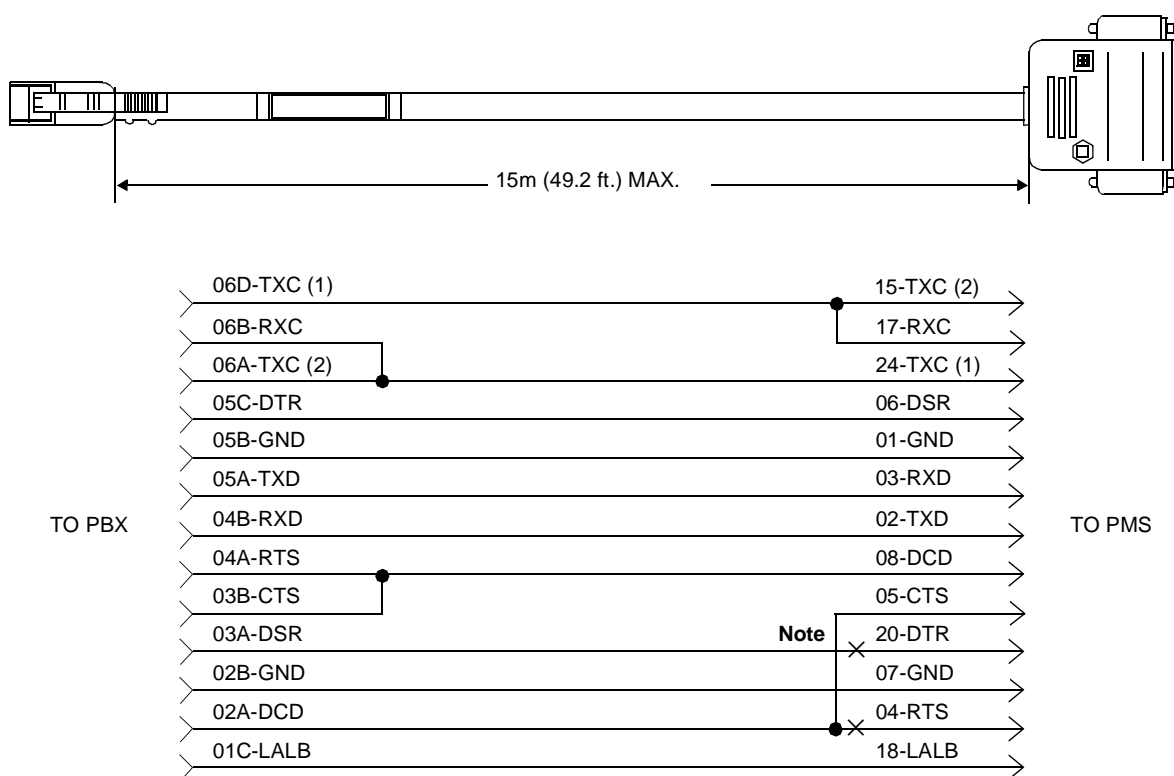 15m (49.2 ft.) MAX.
06D-TXC (1) 15-TXC (2)
06B-RXC 17-RXC
06A-TXC (2) 24-TXC (1)
05C-DTR 06-DSR
05B-GND 01-GND
05A-TXD 03-RXD
TO PBX 04B-RXD 02-TXD TO PMS
04A-RTS 08-DCD
03B-CTS 05-CTS
03A-DSR Note 20-DTR
02B-GND 07-GND
02A-DCD 04-RTS
01C-LALB 18-LALB